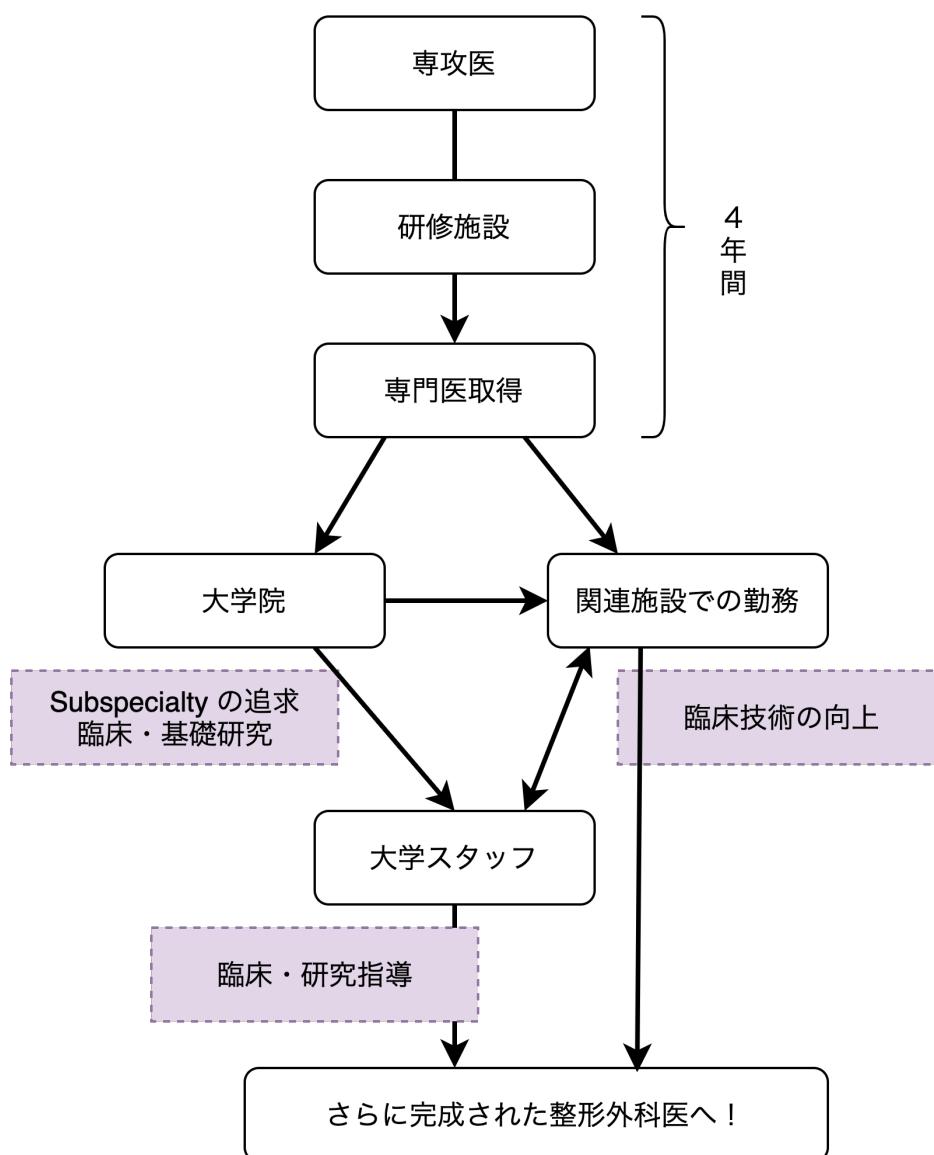 専攻医
研修施設
専門医取得
４年間
大学院
関連施設での勤務
Subspecialty の追求
臨床・基礎研究
臨床技術の向上
大学スタッフ
臨床・研究指導
さらに完成された整形外科医へ！